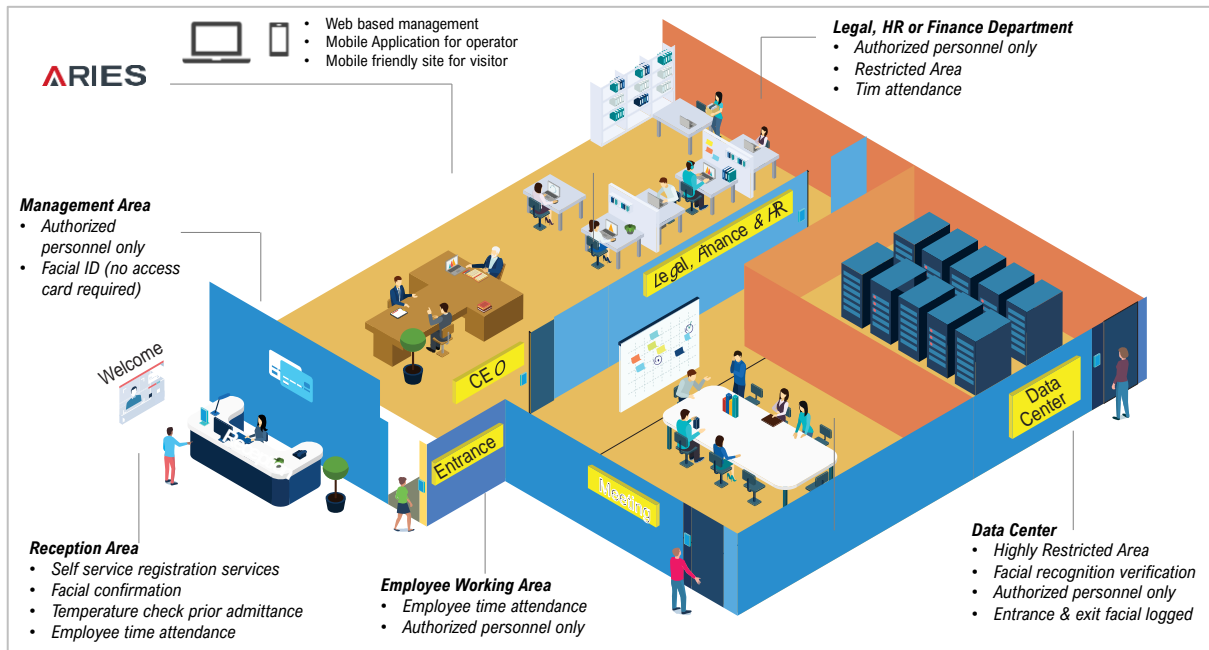 ARIES
• Web based management
• Mobile Application for operator
• Mobile friendly site for visitor
Legal, HR or Finance Department
• Authorized personnel only
• Restricted Area
• Tim attendance
Management Area
• Authorized
personnel only
• Facial ID (no access
card required)
Welcome
Legal, Finance & HR
CEO
Entrance
Meeting
Data
Center
Reception Area
• Self service registration services
• Facial confirmation
• Temperature check prior admittance
• Employee time attendance
Employee Working Area
• Employee time attendance
• Authorized personnel only
Data Center
• Highly Restricted Area
• Facial recognition verification
• Authorized personnel only
• Entrance & exit facial logged